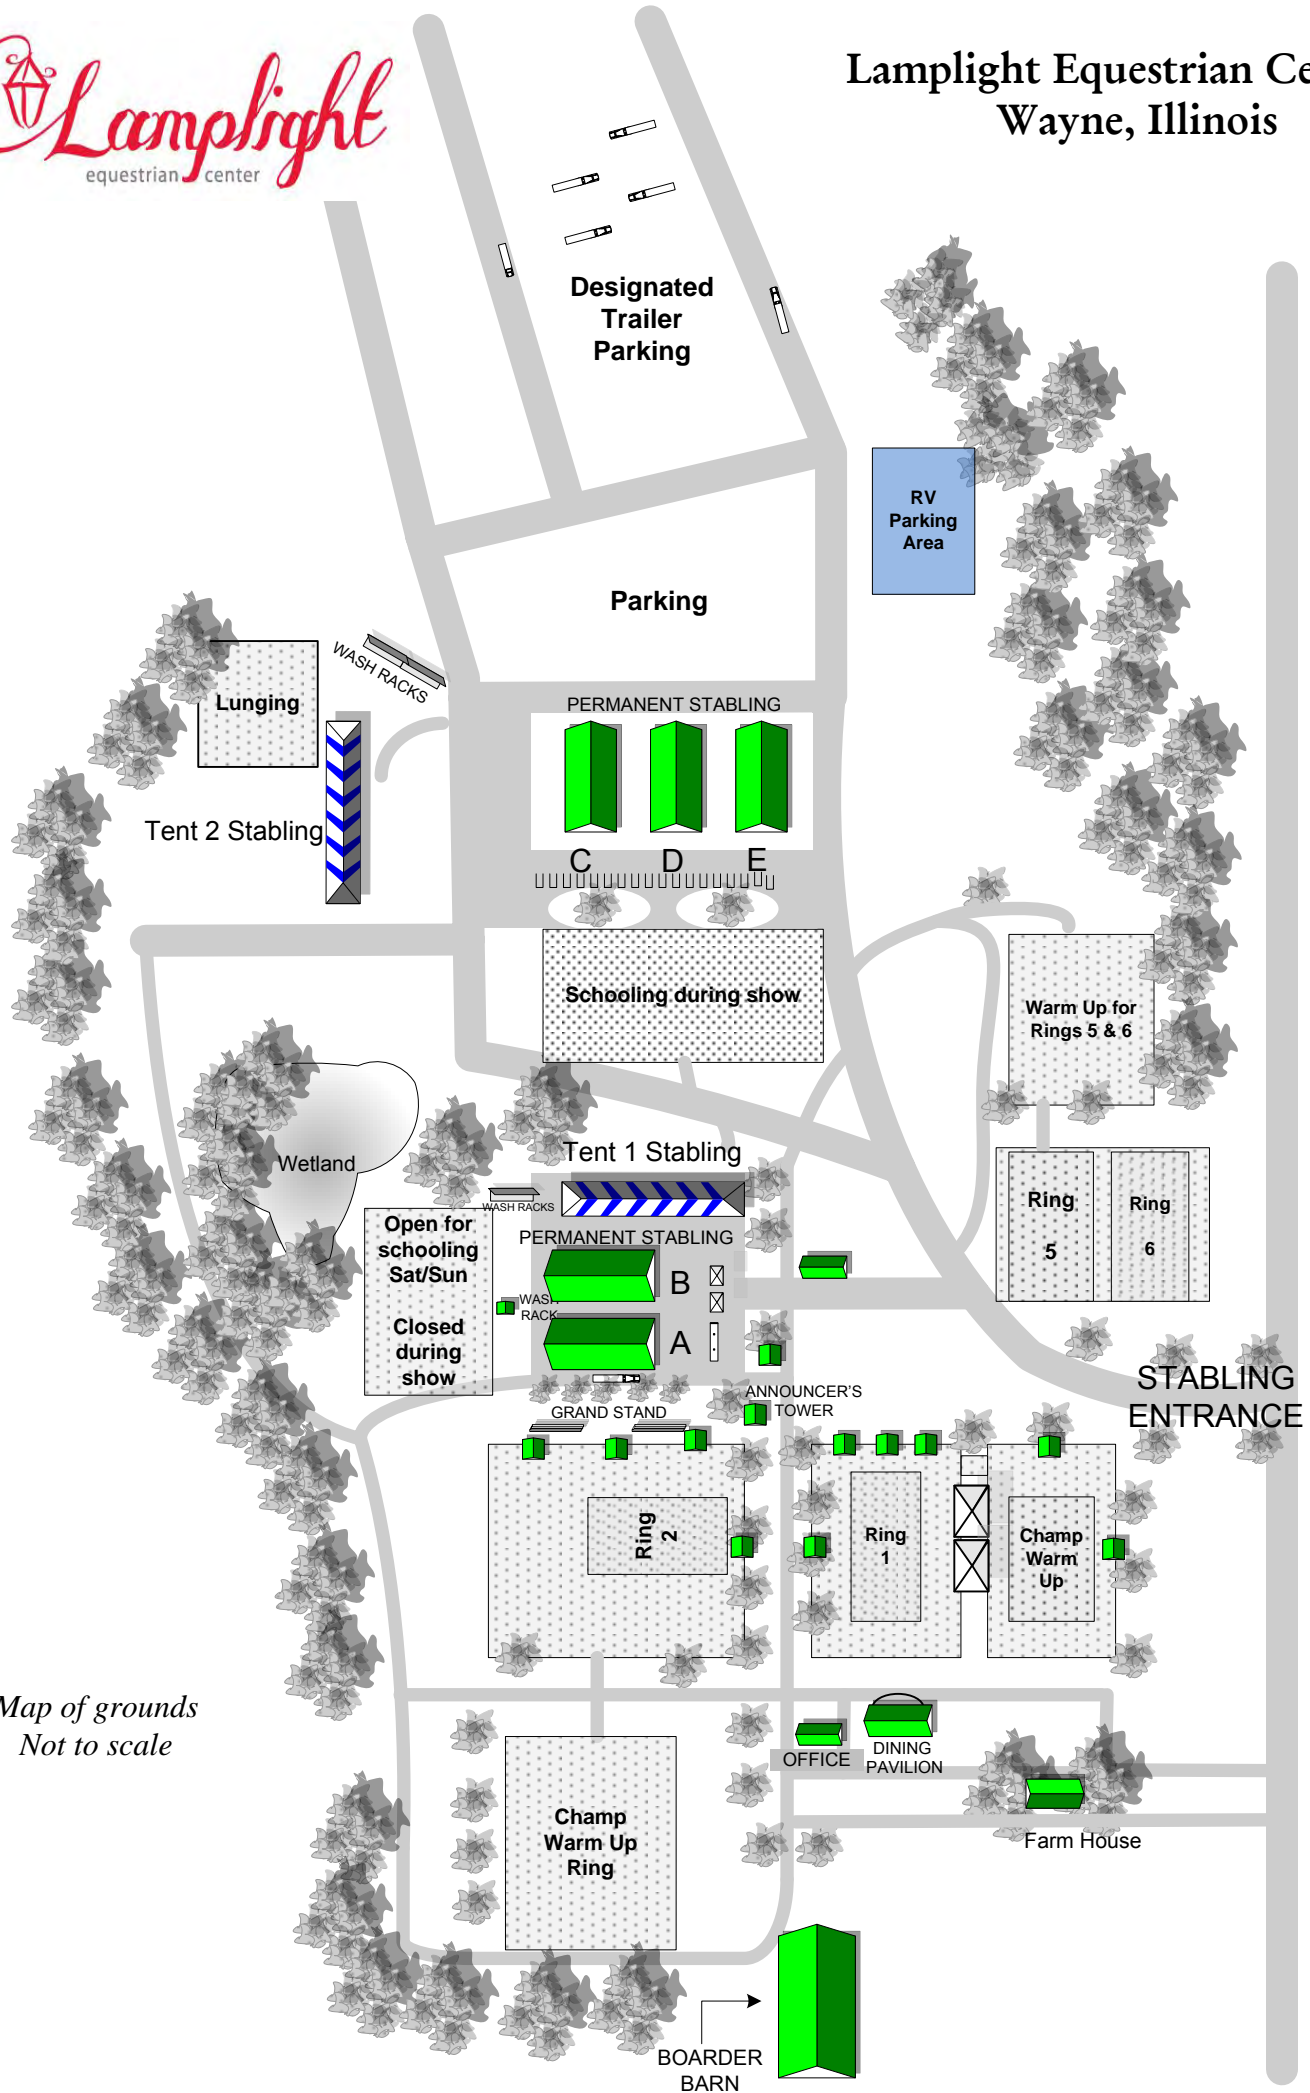 Lamplight
equestrian center
Lamplight Equestrian Ce
Wayne, Illinois
Designated
Trailer
Parking
RV
Parking
Area
Parking
WASH RACKS
Lunging
PERMANENT STABLING
Tent 2 Stabling
C D E
Schooling during show
Warm Up for
Rings 5 & 6
Wetland
Tent 1 Stabling
WASH RACKS
Open for
schooling
Sat/Sun
Closed
during
show
PERMANENT STABLING
B
WASH
RACK
A
Ring
5
Ring
6
STABLING
ENTRANCE
ANNOUNCER'S
TOWER
GRAND STAND
Ring
2
Ring
1
Champ
Warm
Up
Map of grounds
Not to scale
OFFICE
DINING
PAVILION
Champ
Warm Up
Ring
Farm House
BOARDER
BARN